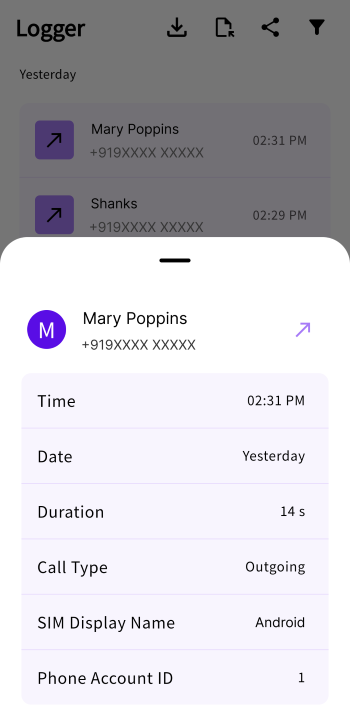 Logger
Yesterday
Mary Poppins
+919XXXX XXXXX
02:31 PM
Shanks
+919XXXX XXXXX
02:29 PM
M
Mary Poppins
+919XXXX XXXXX
Time 02:31 PM
Date Yesterday
Duration 14 s
Call Type Outgoing
SIM Display Name Android
Phone Account ID 1